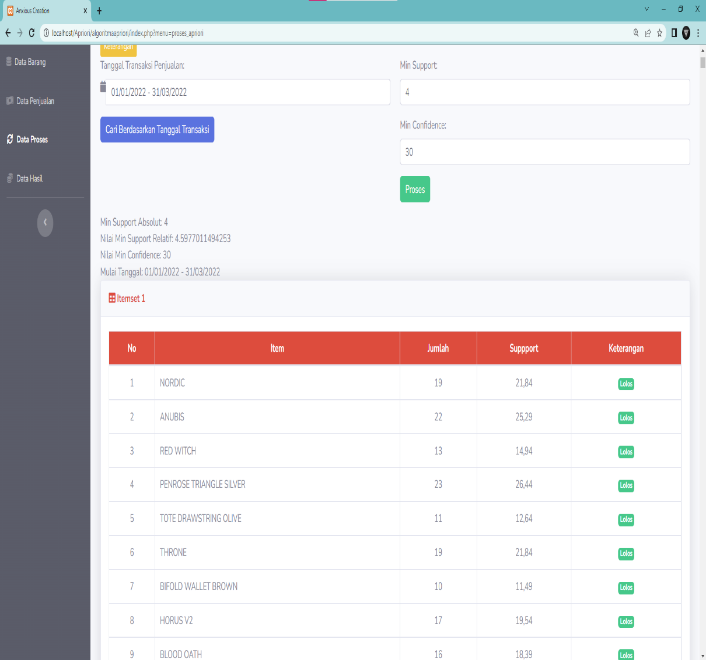 Anxious Creation
localhost/Apriori/algoritmaapriori/index.php?menu=proses_apriori
Keterangan
Data Barang
Data Penjualan
Data Proses
Data Hasil
Tanggal Transaksi Penjualan:
01/01/2022 - 31/03/2022
Cari Berdasarkan Tanggal Transaksi
Min Support:
4
Min Confidence:
30
Proses
Min Support Absolut: 4
Nilai Min Support Relatif: 4.5977011494253
Nilai Min Confidence: 30
Mulai Tanggal: 01/01/2022 - 31/03/2022
Itemset 1
No Item Jumlah Suppport Keterangan
1 NORDIC 19 21,84 Lolos
2 ANUBIS 22 25,29 Lolos
3 RED WITCH 13 14,94 Lolos
4 PENROSE TRIANGLE SILVER 23 26,44 Lolos
5 TOTE DRAWSTRING OLIVE 11 12,64 Lolos
6 THRONE 19 21,84 Lolos
7 BIFOLD WALLET BROWN 10 11,49 Lolos
8 HORUS V2 17 19,54 Lolos
9 BLOOD OATH 16 18,39 Lolos